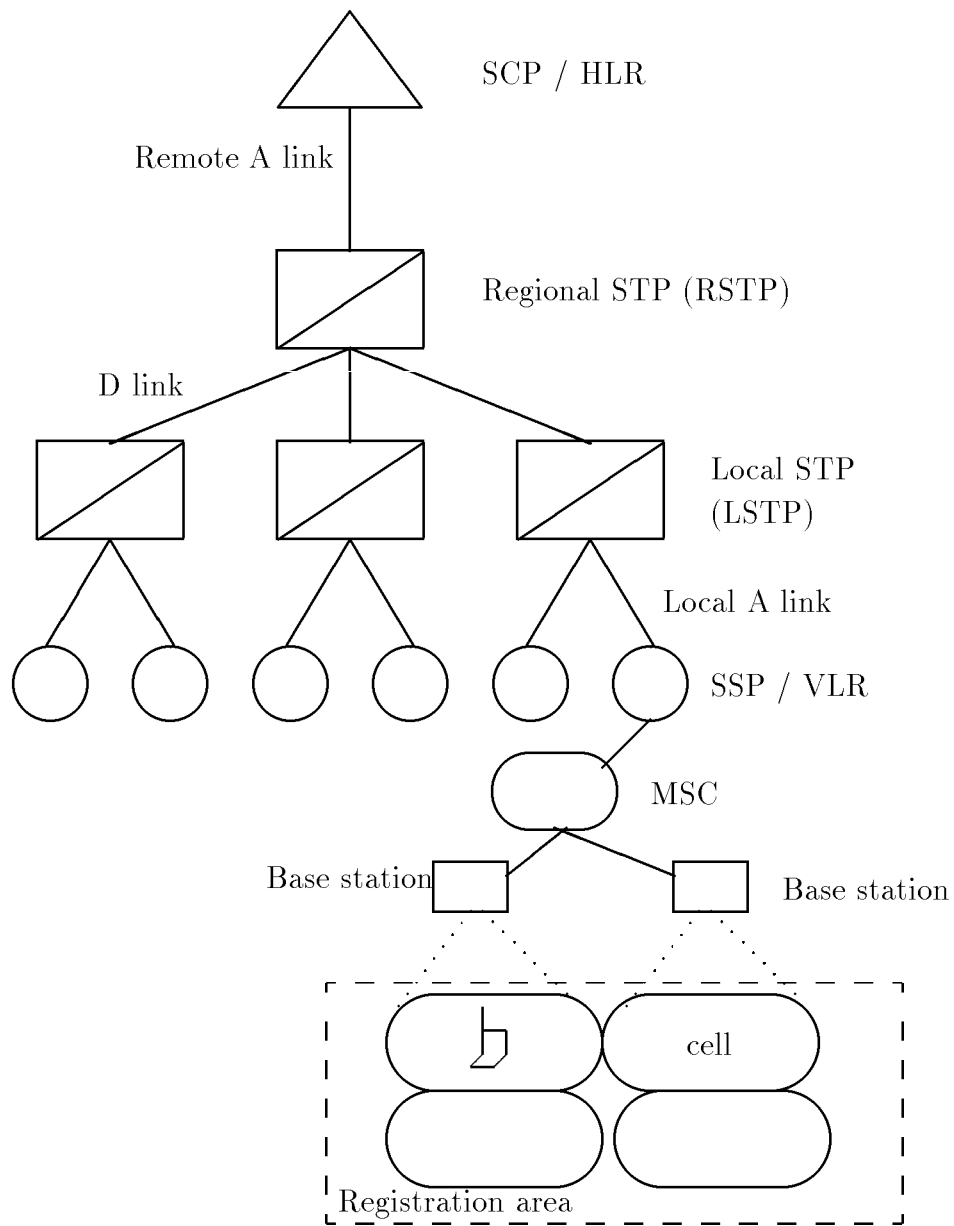 SCP / HLR
Remote A link
Regional STP (RSTP)
D link
Local STP
(LSTP)
Local A link
SSP / VLR
MSC
Base station
Base station
cell
Registration area